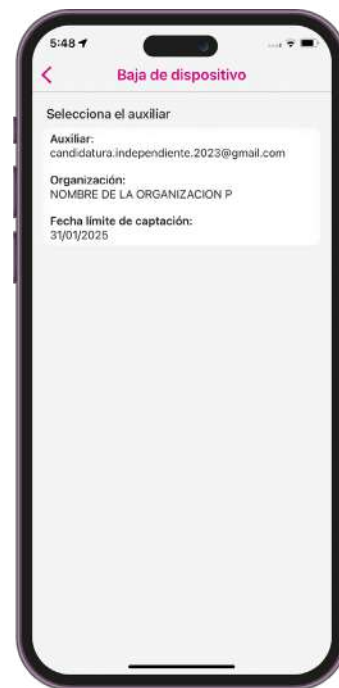 5:48
Baja de dispositivo
Selecciona el auxiliar
Auxiliar:
candidatura.independiente.2023@gmail.com
Organización:
NOMBRE DE LA ORGANIZACION P
Fecha límite de captación:
31/01/2025